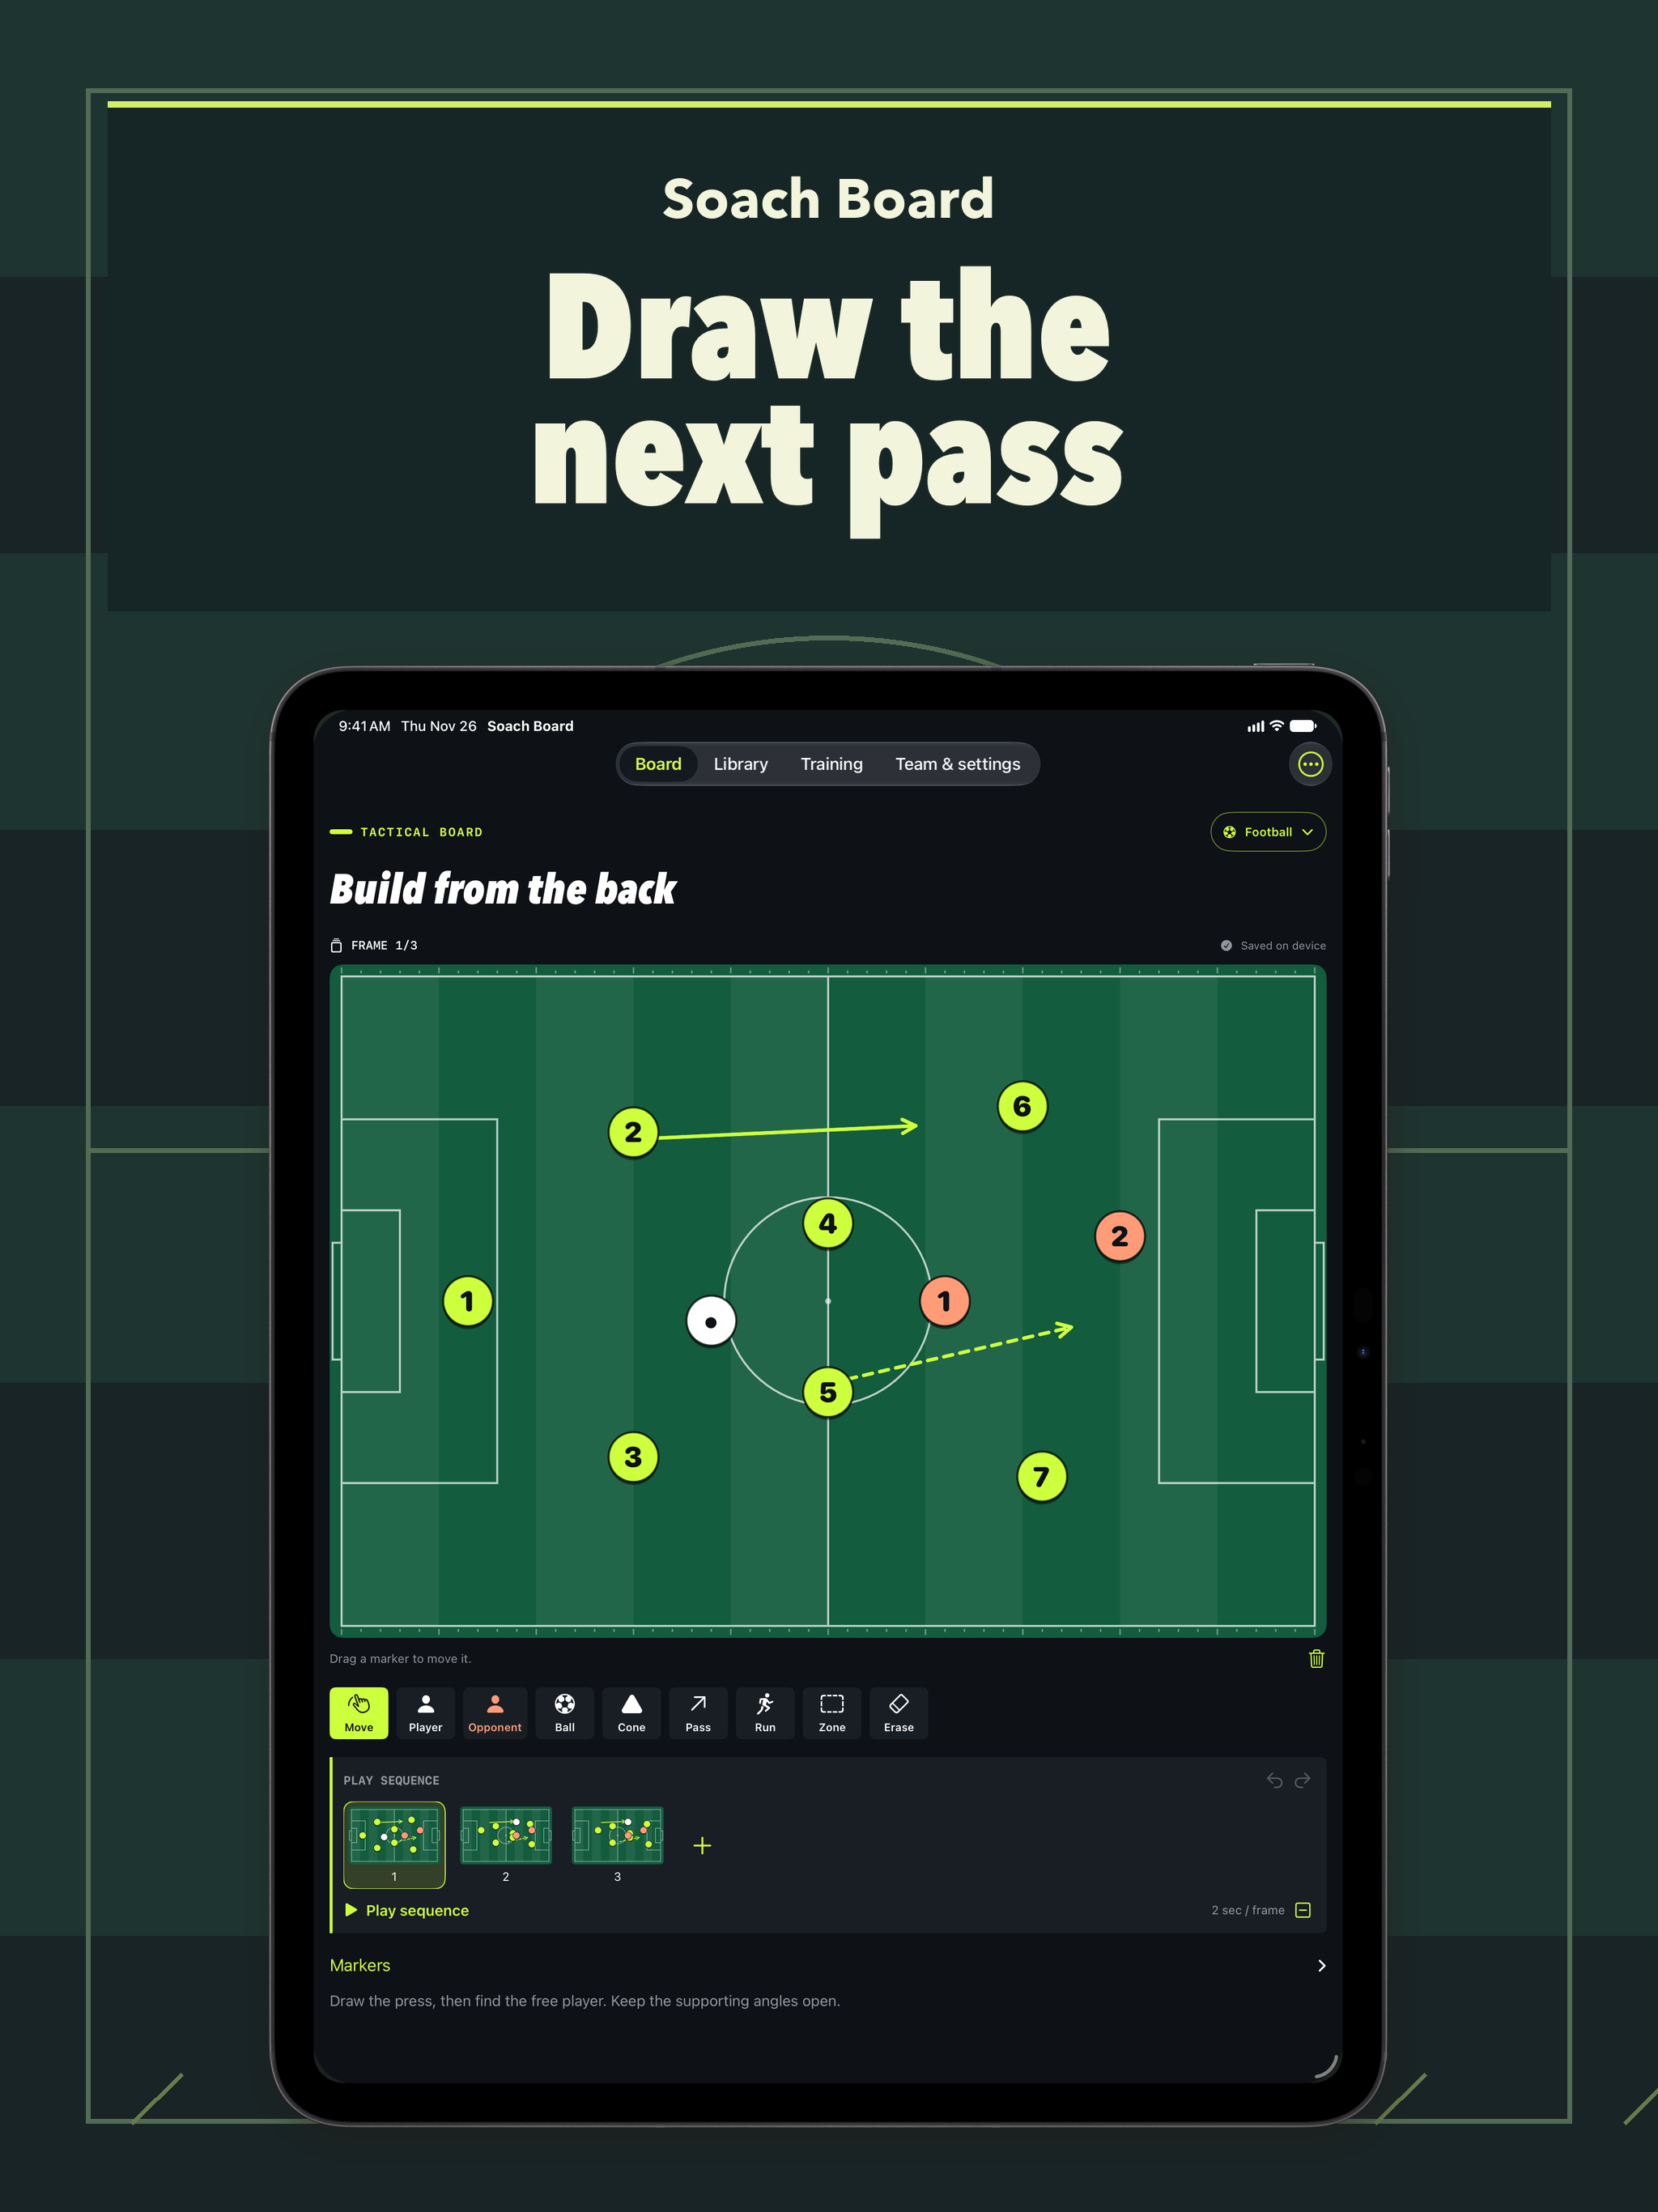 Soach Board
Draw the
next pass
9:41 AM Thu Nov 26 Soach Board
Board Library Training Team & settings
TACTICAL BOARD
Football
Build from the back
FRAME 1/3
Saved on device
2
6
4
2
1
1
5
3
7
Drag a marker to move it.
Move Player Opponent Ball Cone Pass Run Zone Erase
PLAY SEQUENCE
1 2 3
Play sequence
2 sec / frame
Markers
Draw the press, then find the free player. Keep the supporting angles open.